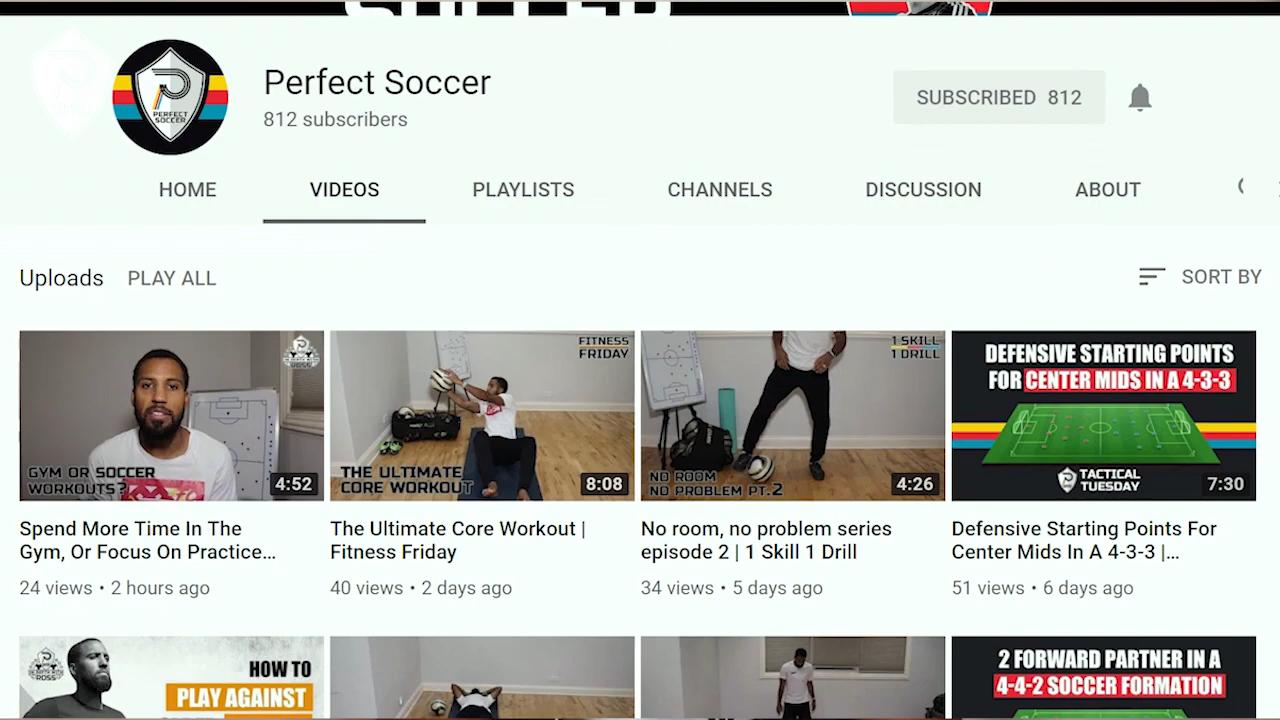 SOCCER
Perfect Soccer
812 subscribers
SUBSCRIBED 812
PERFECT
SOCCER
HOME VIDEOS PLAYLISTS CHANNELS DISCUSSION ABOUT
Uploads PLAY ALL SORT BY
GYM OR SOCCER
WORKOUTS?
4:52
FITNESS
FRIDAY
THE ULTIMATE
CORE WORKOUT
8:08
1 SKILL
1 DRILL
NO ROOM
NO PROBLEM PT.2
4:26
DEFENSIVE STARTING POINTS
FOR CENTER MIDS IN A 4-3-3
TACTICAL
TUESDAY
7:30
Spend More Time In The
Gym, Or Focus On Practice...
24 views • 2 hours ago
The Ultimate Core Workout |
Fitness Friday
40 views • 2 days ago
No room, no problem series
episode 2 | 1 Skill 1 Drill
34 views • 5 days ago
Defensive Starting Points For
Center Mids In A 4-3-3 |...
51 views • 6 days ago
ROSS
HOW TO
PLAY AGAINST
2 FORWARD PARTNER IN A
4-4-2 SOCCER FORMATION